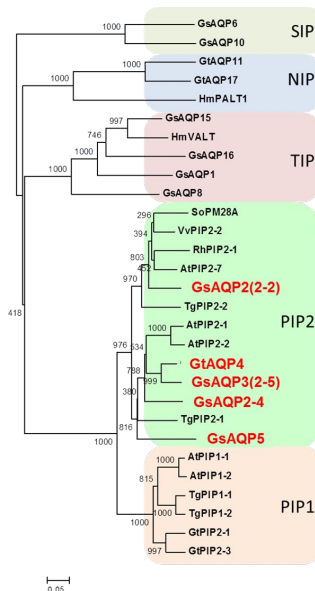 GsAQP6
1000
SIP
GsAQP10
GtAQP11
1000
1000
GtAQP17
NIP
HmPALT1
GsAQP15
997
746
HmVALT
1000
GsAQP16
TIP
1000
GsAQP1
GsAQP8
296
SoPM28A
394
VvPIP2-2
803
RhPIP2-1
452
AtPIP2-7
970
GsAQP2(2-2)
TgPIP2-2
418
AtPIP2-1
1000
PIP2
976
634
AtPIP2-2
GtAQP4
788
999
GsAQP3(2-5)
380
GsAQP2-4
TgPIP2-1
816
1000
GsAQP5
AtPIP1-1
1000
815
AtPIP1-2
TgPIP1-1
PIP1
1000
TgPIP1-2
1000
GtPIP2-1
997
GtPIP2-3
0.05